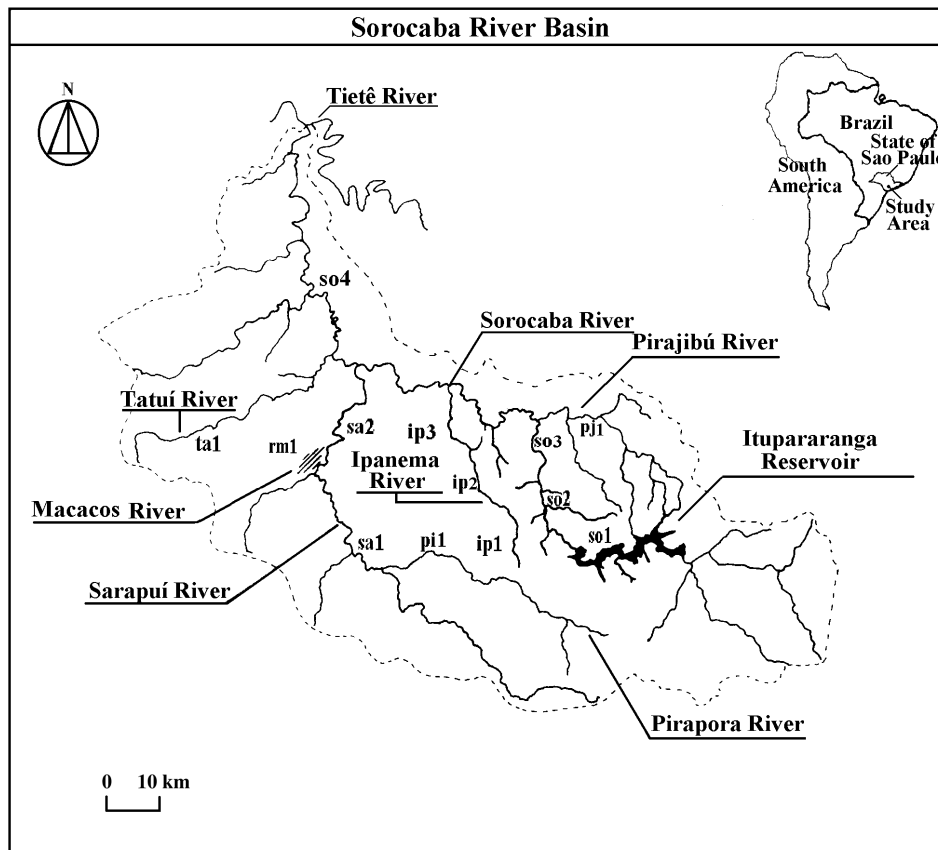 Sorocaba River Basin
N
Tietê River
Brazil
State of
Sao Paulo
South
America
Study
Area
so4
Sorocaba River
Pirajibú River
Tatuí River
ta1
rm1
sa2
ip3
so3
pj1
Itupararanga
Reservoir
Ipanema
River
ip2
so2
Macacos River
so1
sa1
pi1
ip1
Sarapuí River
Pirapora River
0 10 km